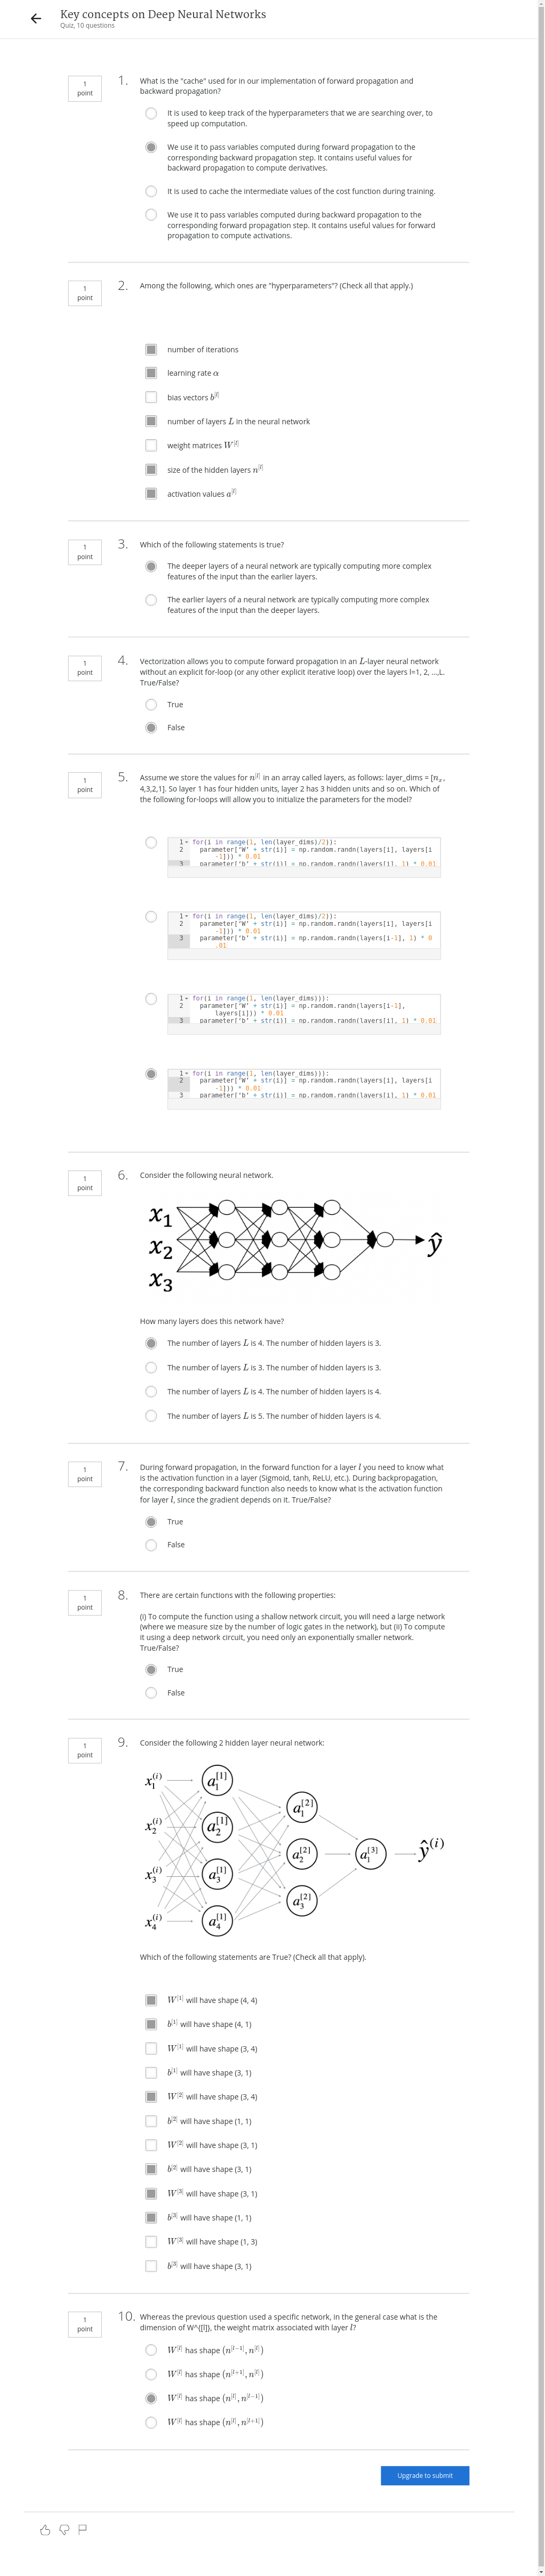 Key concepts on Deep Neural Networks
Quiz, 10 questions
1
point
1.
What is the "cache" used for in our implementation of forward propagation and
backward propagation?
It is used to keep track of the hyperparameters that we are searching over, to
speed up computation.
We use it to pass variables computed during forward propagation to the
corresponding backward propagation step. It contains useful values for
backward propagation to compute derivatives.
It is used to cache the intermediate values of the cost function during training.
We use it to pass variables computed during backward propagation to the
corresponding forward propagation step. It contains useful values for forward
propagation to compute activations.
1
point
2.
Among the following, which ones are "hyperparameters"? (Check all that apply.)
number of iterations
learning rate α
bias vectors b^[l]
number of layers L in the neural network
weight matrices W^[l]
size of the hidden layers n^[l]
activation values a^[l]
1
point
3.
Which of the following statements is true?
The deeper layers of a neural network are typically computing more complex
features of the input than the earlier layers.
The earlier layers of a neural network are typically computing more complex
features of the input than the deeper layers.
1
point
4.
Vectorization allows you to compute forward propagation in an L-layer neural network
without an explicit for-loop (or any other explicit iterative loop) over the layers l=1, 2, …,L.
True/False?
True
False
1
point
5.
Assume we store the values for n^[l] in an array called layers, as follows: layer_dims = [n_x,
4,3,2,1]. So layer 1 has four hidden units, layer 2 has 3 hidden units and so on. Which of
the following for-loops will allow you to initialize the parameters for the model?
1 for(i in range(1, len(layer_dims)/2)):
2 parameter['W' + str(i)] = np.random.randn(layers[i], layers[i
-1])) * 0.01
3 parameter['b' + str(i)] = np.random.randn(layers[i], 1) * 0.01
1 for(i in range(1, len(layer_dims)/2)):
2 parameter['W' + str(i)] = np.random.randn(layers[i], layers[i
-1])) * 0.01
3 parameter['b' + str(i)] = np.random.randn(layers[i-1], 1) * 0
.01
1 for(i in range(1, len(layer_dims))):
2 parameter['W' + str(i)] = np.random.randn(layers[i-1],
layers[i])) * 0.01
3 parameter['b' + str(i)] = np.random.randn(layers[i], 1) * 0.01
1 for(i in range(1, len(layer_dims))):
2 parameter['W' + str(i)] = np.random.randn(layers[i], layers[i
-1])) * 0.01
3 parameter['b' + str(i)] = np.random.randn(layers[i], 1) * 0.01
1
point
6.
Consider the following neural network.
x₁
x₂
x₃
ŷ
How many layers does this network have?
The number of layers L is 4. The number of hidden layers is 3.
The number of layers L is 3. The number of hidden layers is 3.
The number of layers L is 4. The number of hidden layers is 4.
The number of layers L is 5. The number of hidden layers is 4.
1
point
7.
During forward propagation, in the forward function for a layer l you need to know what
is the activation function in a layer (Sigmoid, tanh, ReLU, etc.). During backpropagation,
the corresponding backward function also needs to know what is the activation function
for layer l, since the gradient depends on it. True/False?
True
False
1
point
8.
There are certain functions with the following properties:
(i) To compute the function using a shallow network circuit, you will need a large network
(where we measure size by the number of logic gates in the network), but (ii) To compute
it using a deep network circuit, you need only an exponentially smaller network.
True/False?
True
False
1
point
9.
Consider the following 2 hidden layer neural network:
x₁^(i)
x₂^(i)
x₃^(i)
x₄^(i)
a₁^[1]
a₂^[1]
a₃^[1]
a₄^[1]
a₁^[2]
a₂^[2]
a₃^[2]
a₁^[3]
ŷ^(i)
Which of the following statements are True? (Check all that apply).
W^[1] will have shape (4, 4)
b^[1] will have shape (4, 1)
W^[1] will have shape (3, 4)
b^[1] will have shape (3, 1)
W^[2] will have shape (3, 4)
b^[2] will have shape (1, 1)
W^[2] will have shape (3, 1)
b^[2] will have shape (3, 1)
W^[3] will have shape (3, 1)
b^[3] will have shape (1, 1)
W^[3] will have shape (1, 3)
b^[3] will have shape (3, 1)
1
point
10.
Whereas the previous question used a specific network, in the general case what is the
dimension of W^{[l]}, the weight matrix associated with layer l?
W^[l] has shape (n^[l−1], n^[l])
W^[l] has shape (n^[l+1], n^[l])
W^[l] has shape (n^[l], n^[l−1])
W^[l] has shape (n^[l], n^[l+1])
Upgrade to submit